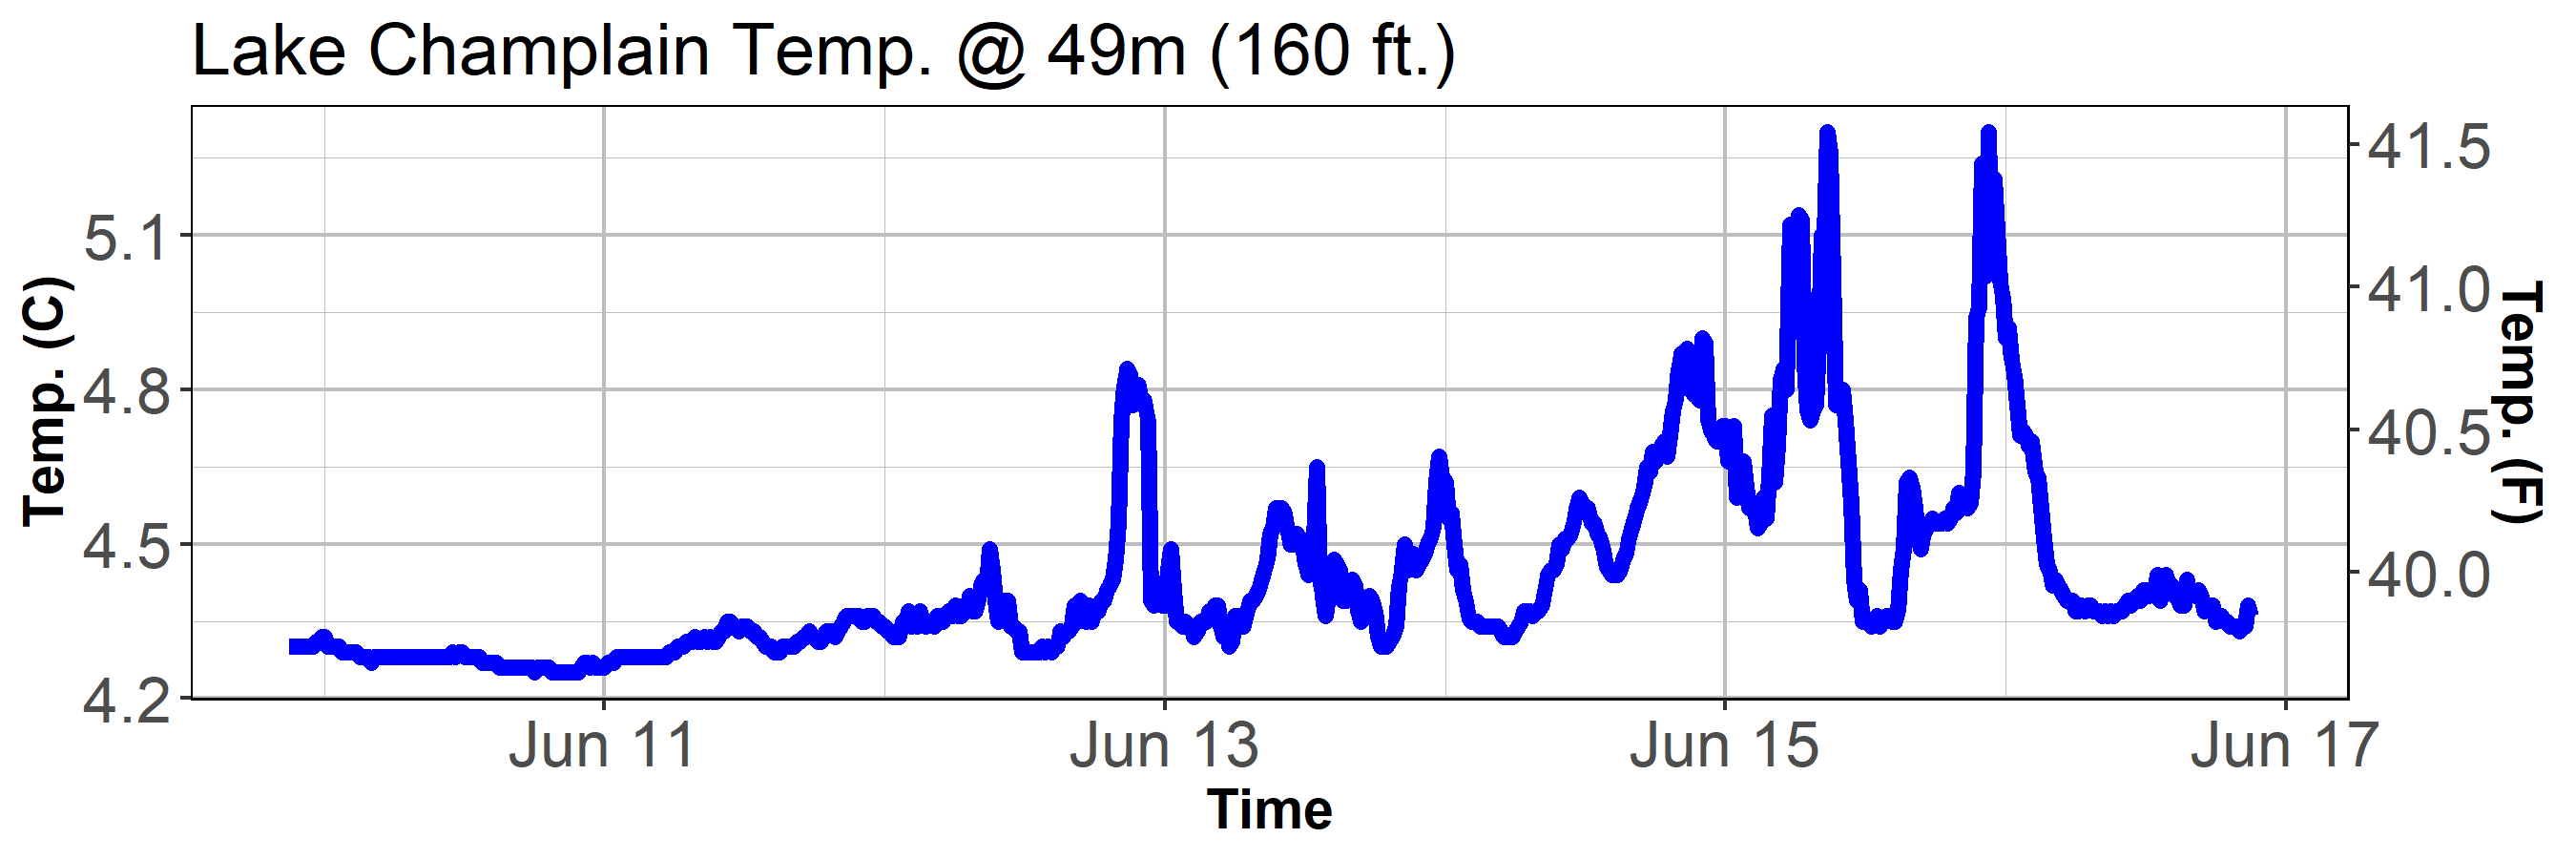 Lake Champlain Temp. @ 49m (160 ft.)
Temp. (C)
5.1
4.8
4.5
4.2
41.5
41.0
40.5
40.0
Temp. (F)
Jun 11 Jun 13 Jun 15 Jun 17
Time